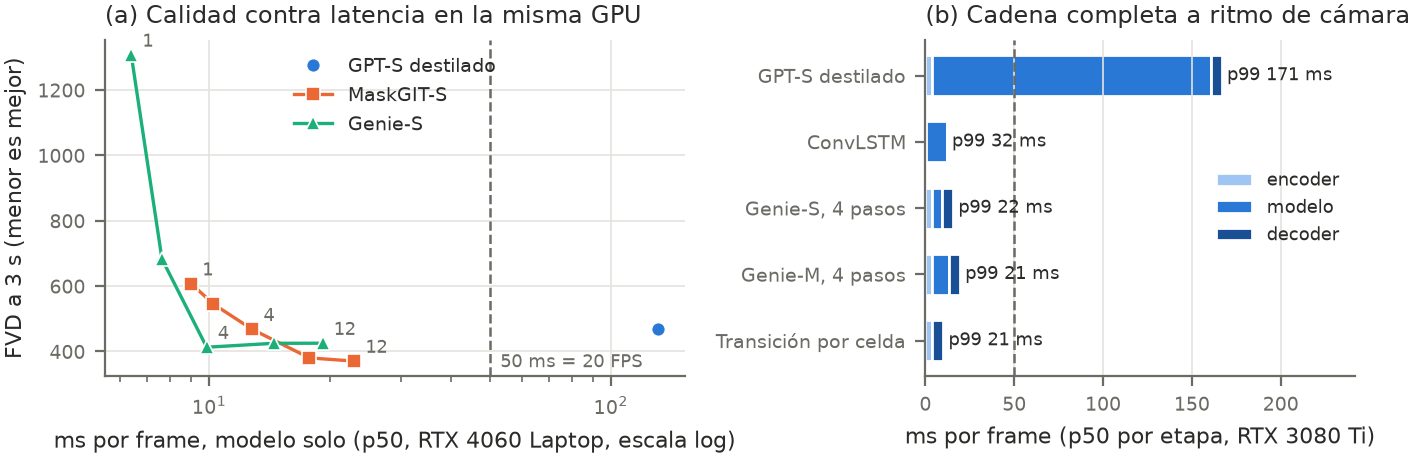 (a) Calidad contra latencia en la misma GPU
FVD a 3 s (menor es mejor)
1200
1000
800
600
400
1
4
12
1
4
12
GPT-S destilado
MaskGIT-S
Genie-S
50 ms = 20 FPS
10¹
10²
ms por frame, modelo solo (p50, RTX 4060 Laptop, escala log)
(b) Cadena completa a ritmo de cámara
GPT-S destilado
p99 171 ms
ConvLSTM
p99 32 ms
Genie-S, 4 pasos
p99 22 ms
Genie-M, 4 pasos
p99 21 ms
Transición por celda
p99 21 ms
encoder
modelo
decoder
0
50
100
150
200
ms por frame (p50 por etapa, RTX 3080 Ti)